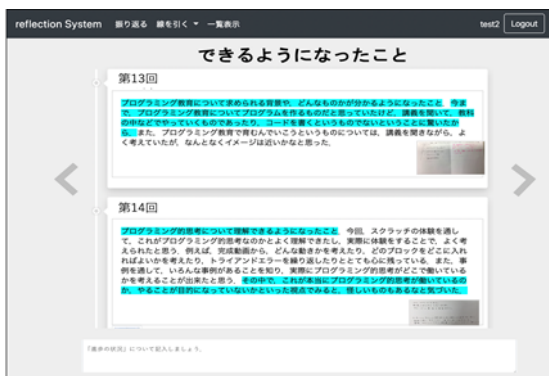 reflection System 振り返る 線を引く 一覧表示 test2 Logout
できるようになったこと
第13回
プログラミング教育について求められる背景や、どんなものかが分かるようになったこと。今ま
で、プログラミング教育についてプログラムを作るものだと思っていたけど、講義を聞いて、教科
の中などでやっていくものであったり、コードを書くというものでないということに驚いたか
ら。また、プログラミング教育で育むんでいこうというものについては、講義を聞きながら、よ
く考えていたが、なんとなくイメージは近いかなと思った。
第14回
プログラミング的思考について理解できるようになったこと。今回、スクラッチの体験を通し
て、これがプログラミング的思考なのかとよく理解できたし、実際に体験をすることで、よく考
えられたと思う。例えば、完成動画から、どんな動きかを考えたり、どのブロックをどこに入れ
ればよいかを考えたり、トライアンドエラーを繰り返したりととても心に残っている。また、事
例を通して、いろんな事例があることを知り、実際にプログラミング的思考がどこで働いている
かを考えることが出来たと思う。その中で、これが本当にプログラミング的思考が働いているの
か、やることが目的になっていないかといった視点でみると、怪しいものもあるなと気づいた。
「進歩の状況」について記入しましょう。